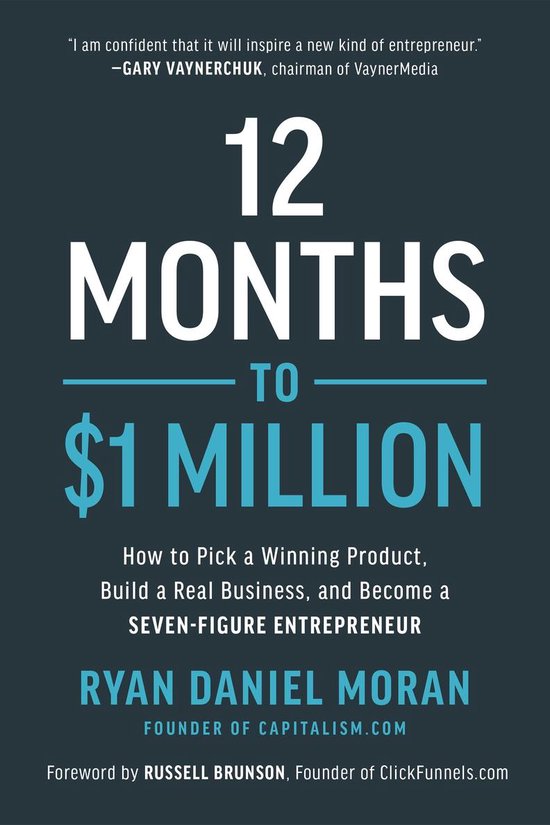 “I am confident that it will inspire a new kind of entrepreneur.”
—GARY VAYNERCHUK, chairman of VaynerMedia
12
MONTHS
TO
$1 MILLION
How to Pick a Winning Product,
Build a Real Business, and Become a
SEVEN-FIGURE ENTREPRENEUR
RYAN DANIEL MORAN
FOUNDER OF CAPITALISM.COM
Foreword by RUSSELL BRUNSON, Founder of ClickFunnels.com